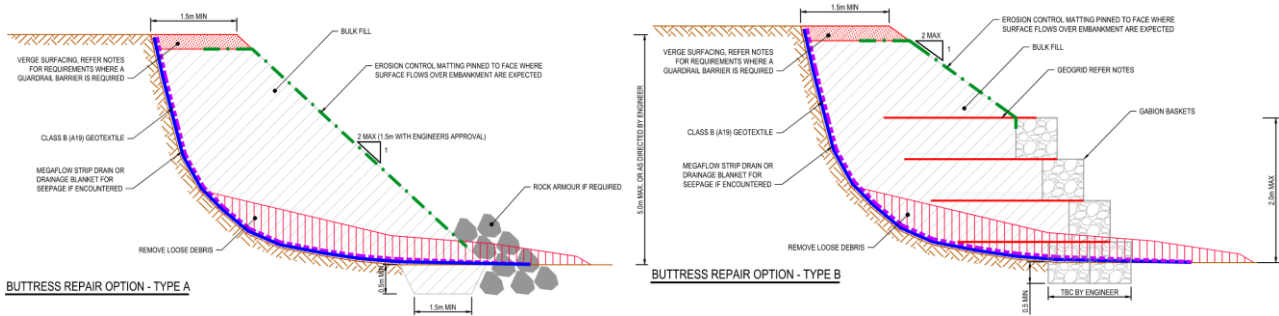 1.5m MIN
BULK FILL
VERGE SURFACING, REFER NOTES
FOR REQUIREMENTS WHERE A
GUARDRAIL BARRIER IS REQUIRED
EROSION CONTROL MATTING PINNED TO FACE WHERE
SURFACE FLOWS OVER EMBANKMENT ARE EXPECTED
CLASS B (A19) GEOTEXTILE
2 MAX (1.5m WITH ENGINEERS APPROVAL)
1
MEGAFLOW STRIP DRAIN OR
DRAINAGE BLANKET FOR
SEEPAGE IF ENCOUNTERED
ROCK ARMOUR IF REQUIRED
REMOVE LOOSE DEBRIS
0.5m MIN
1.5m MIN
BUTTRESS REPAIR OPTION - TYPE A
5.0m MAX. OR AS DIRECTED BY ENGINEER
1.5m MIN
EROSION CONTROL MATTING PINNED TO FACE WHERE
SURFACE FLOWS OVER EMBANKMENT ARE EXPECTED
2 MAX
1
BULK FILL
VERGE SURFACING, REFER NOTES
FOR REQUIREMENTS WHERE A
GUARDRAIL BARRIER IS REQUIRED
GEOGRID REFER NOTES
GABION BASKETS
CLASS B (A19) GEOTEXTILE
MEGAFLOW STRIP DRAIN OR
DRAINAGE BLANKET FOR
SEEPAGE IF ENCOUNTERED
2.0m MAX
REMOVE LOOSE DEBRIS
0.5 MIN
TBC BY ENGINEER
BUTTRESS REPAIR OPTION - TYPE B